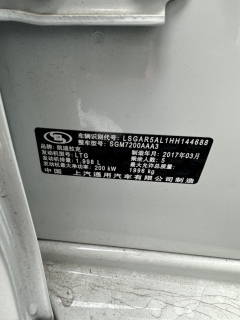 车辆识别代号: LSGAR5AL1HH144688
整车型号: SGM7200AAA3
品牌: 凯迪拉克
发动机型号: LTG 制造年月: 2017年03月
发动机排量: 1.998 L 乘坐人数: 5
发动机最大净功率: 200 kW 最大允许总质量: 1996 kg
中国 上汽通用汽车有限公司制造